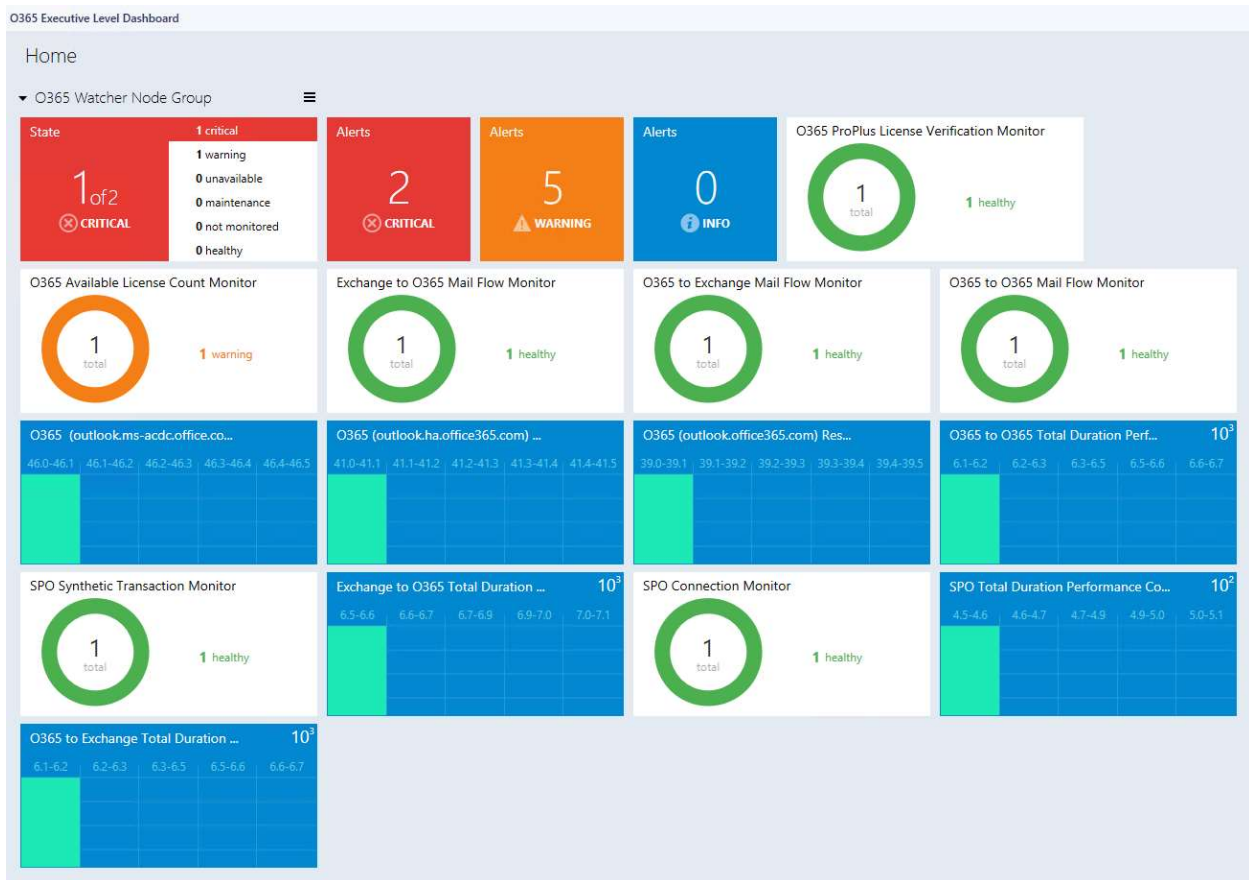 O365 Executive Level Dashboard
Home
O365 Watcher Node Group
State
1 of 2
CRITICAL
1 critical
1 warning
0 unavailable
0 maintenance
0 not monitored
0 healthy
Alerts
2
CRITICAL
Alerts
5
WARNING
Alerts
0
INFO
O365 ProPlus License Verification Monitor
1
total
1 healthy
O365 Available License Count Monitor
1
total
1 warning
Exchange to O365 Mail Flow Monitor
1
total
1 healthy
O365 to Exchange Mail Flow Monitor
1
total
1 healthy
O365 to O365 Mail Flow Monitor
1
total
1 healthy
O365 (outlook.ms-acdc.office.co...
46.0-46.1 46.1-46.2 46.2-46.3 46.3-46.4 46.4-46.5
O365 (outlook.ha.office365.com) ...
41.0-41.1 41.1-41.2 41.2-41.3 41.3-41.4 41.4-41.5
O365 (outlook.office365.com) Res...
39.0-39.1 39.1-39.2 39.2-39.3 39.3-39.4 39.4-39.5
O365 to O365 Total Duration Perf... 10³
6.1-6.2 6.2-6.3 6.3-6.5 6.5-6.6 6.6-6.7
SPO Synthetic Transaction Monitor
1
total
1 healthy
Exchange to O365 Total Duration ... 10³
6.5-6.6 6.6-6.7 6.7-6.9 6.9-7.0 7.0-7.1
SPO Connection Monitor
1
total
1 healthy
SPO Total Duration Performance Co... 10²
4.5-4.6 4.6-4.7 4.7-4.9 4.9-5.0 5.0-5.1
O365 to Exchange Total Duration ... 10³
6.1-6.2 6.2-6.3 6.3-6.5 6.5-6.6 6.6-6.7